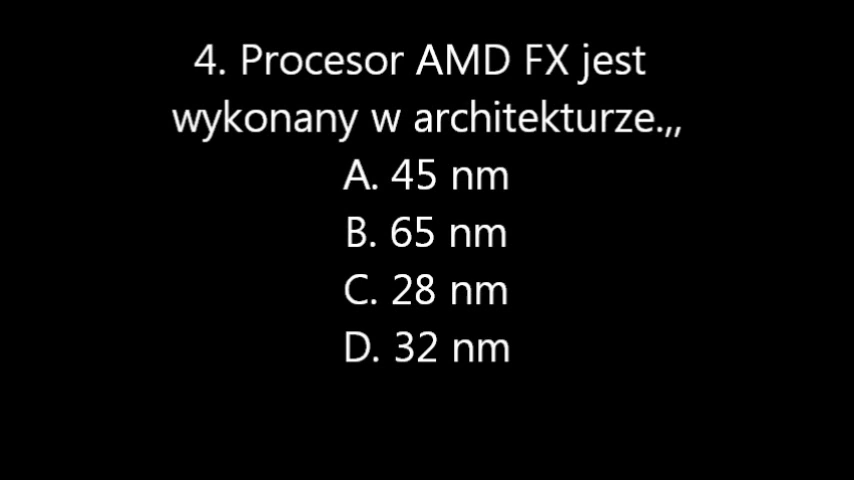 4. Procesor AMD FX jest
wykonany w architekturze.,,
A. 45 nm
B. 65 nm
C. 28 nm
D. 32 nm